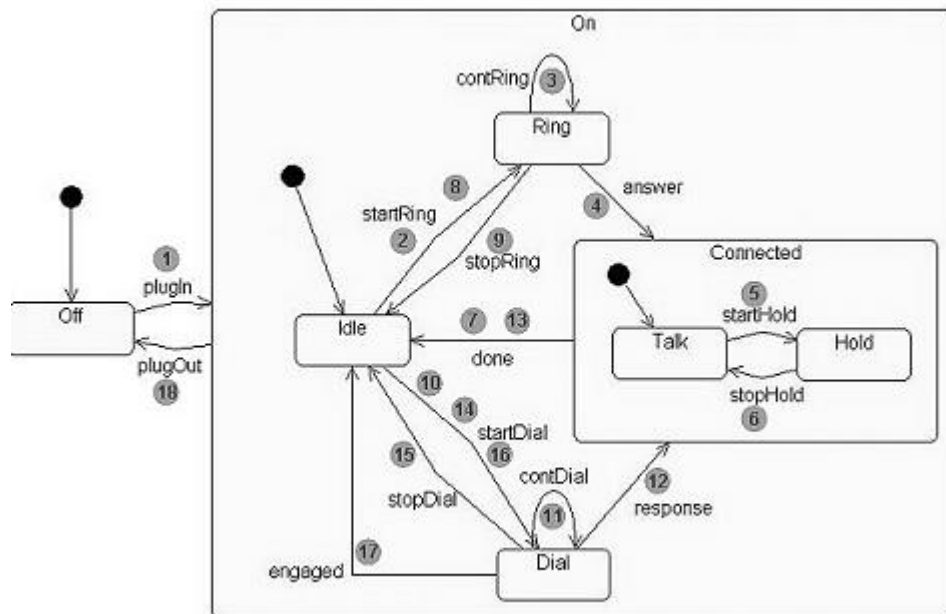 On
contRing
3
Ring
8
answer
startRing
4
2
9
stopRing
Connected
1
plugIn
5
startHold
Off
Idle
7 13
Talk
Hold
done
plugOut
stopHold
18
10
6
14
startDial
15
16
contDial
12
stopDial
11
response
17
engaged
Dial